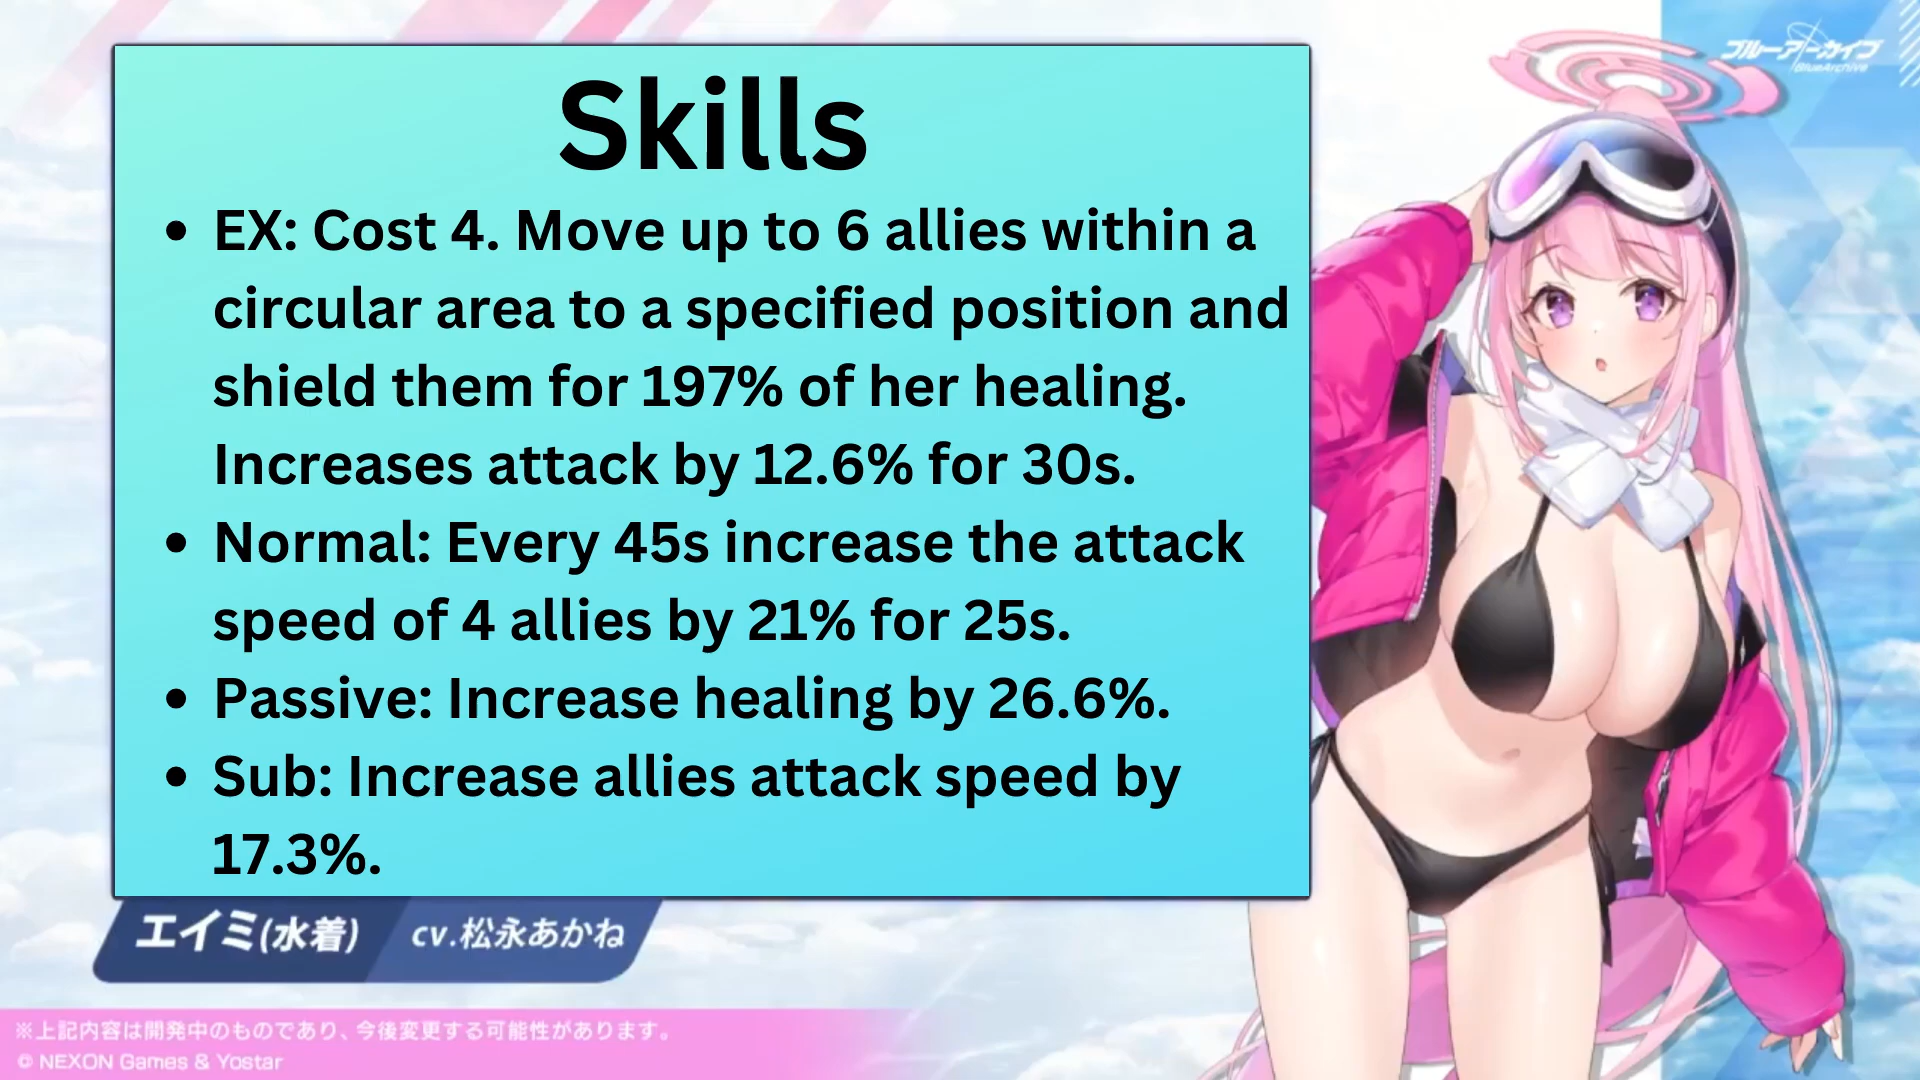 ブルーアーカイブ
BlueArchive
Skills
• EX: Cost 4. Move up to 6 allies within a
circular area to a specified position and
shield them for 197% of her healing.
Increases attack by 12.6% for 30s.
• Normal: Every 45s increase the attack
speed of 4 allies by 21% for 25s.
• Passive: Increase healing by 26.6%.
• Sub: Increase allies attack speed by
17.3%.
エイミ(水着) cv.松永あかね
※上記内容は開発中のものであり、今後変更する可能性があります。
© NEXON Games & Yostar